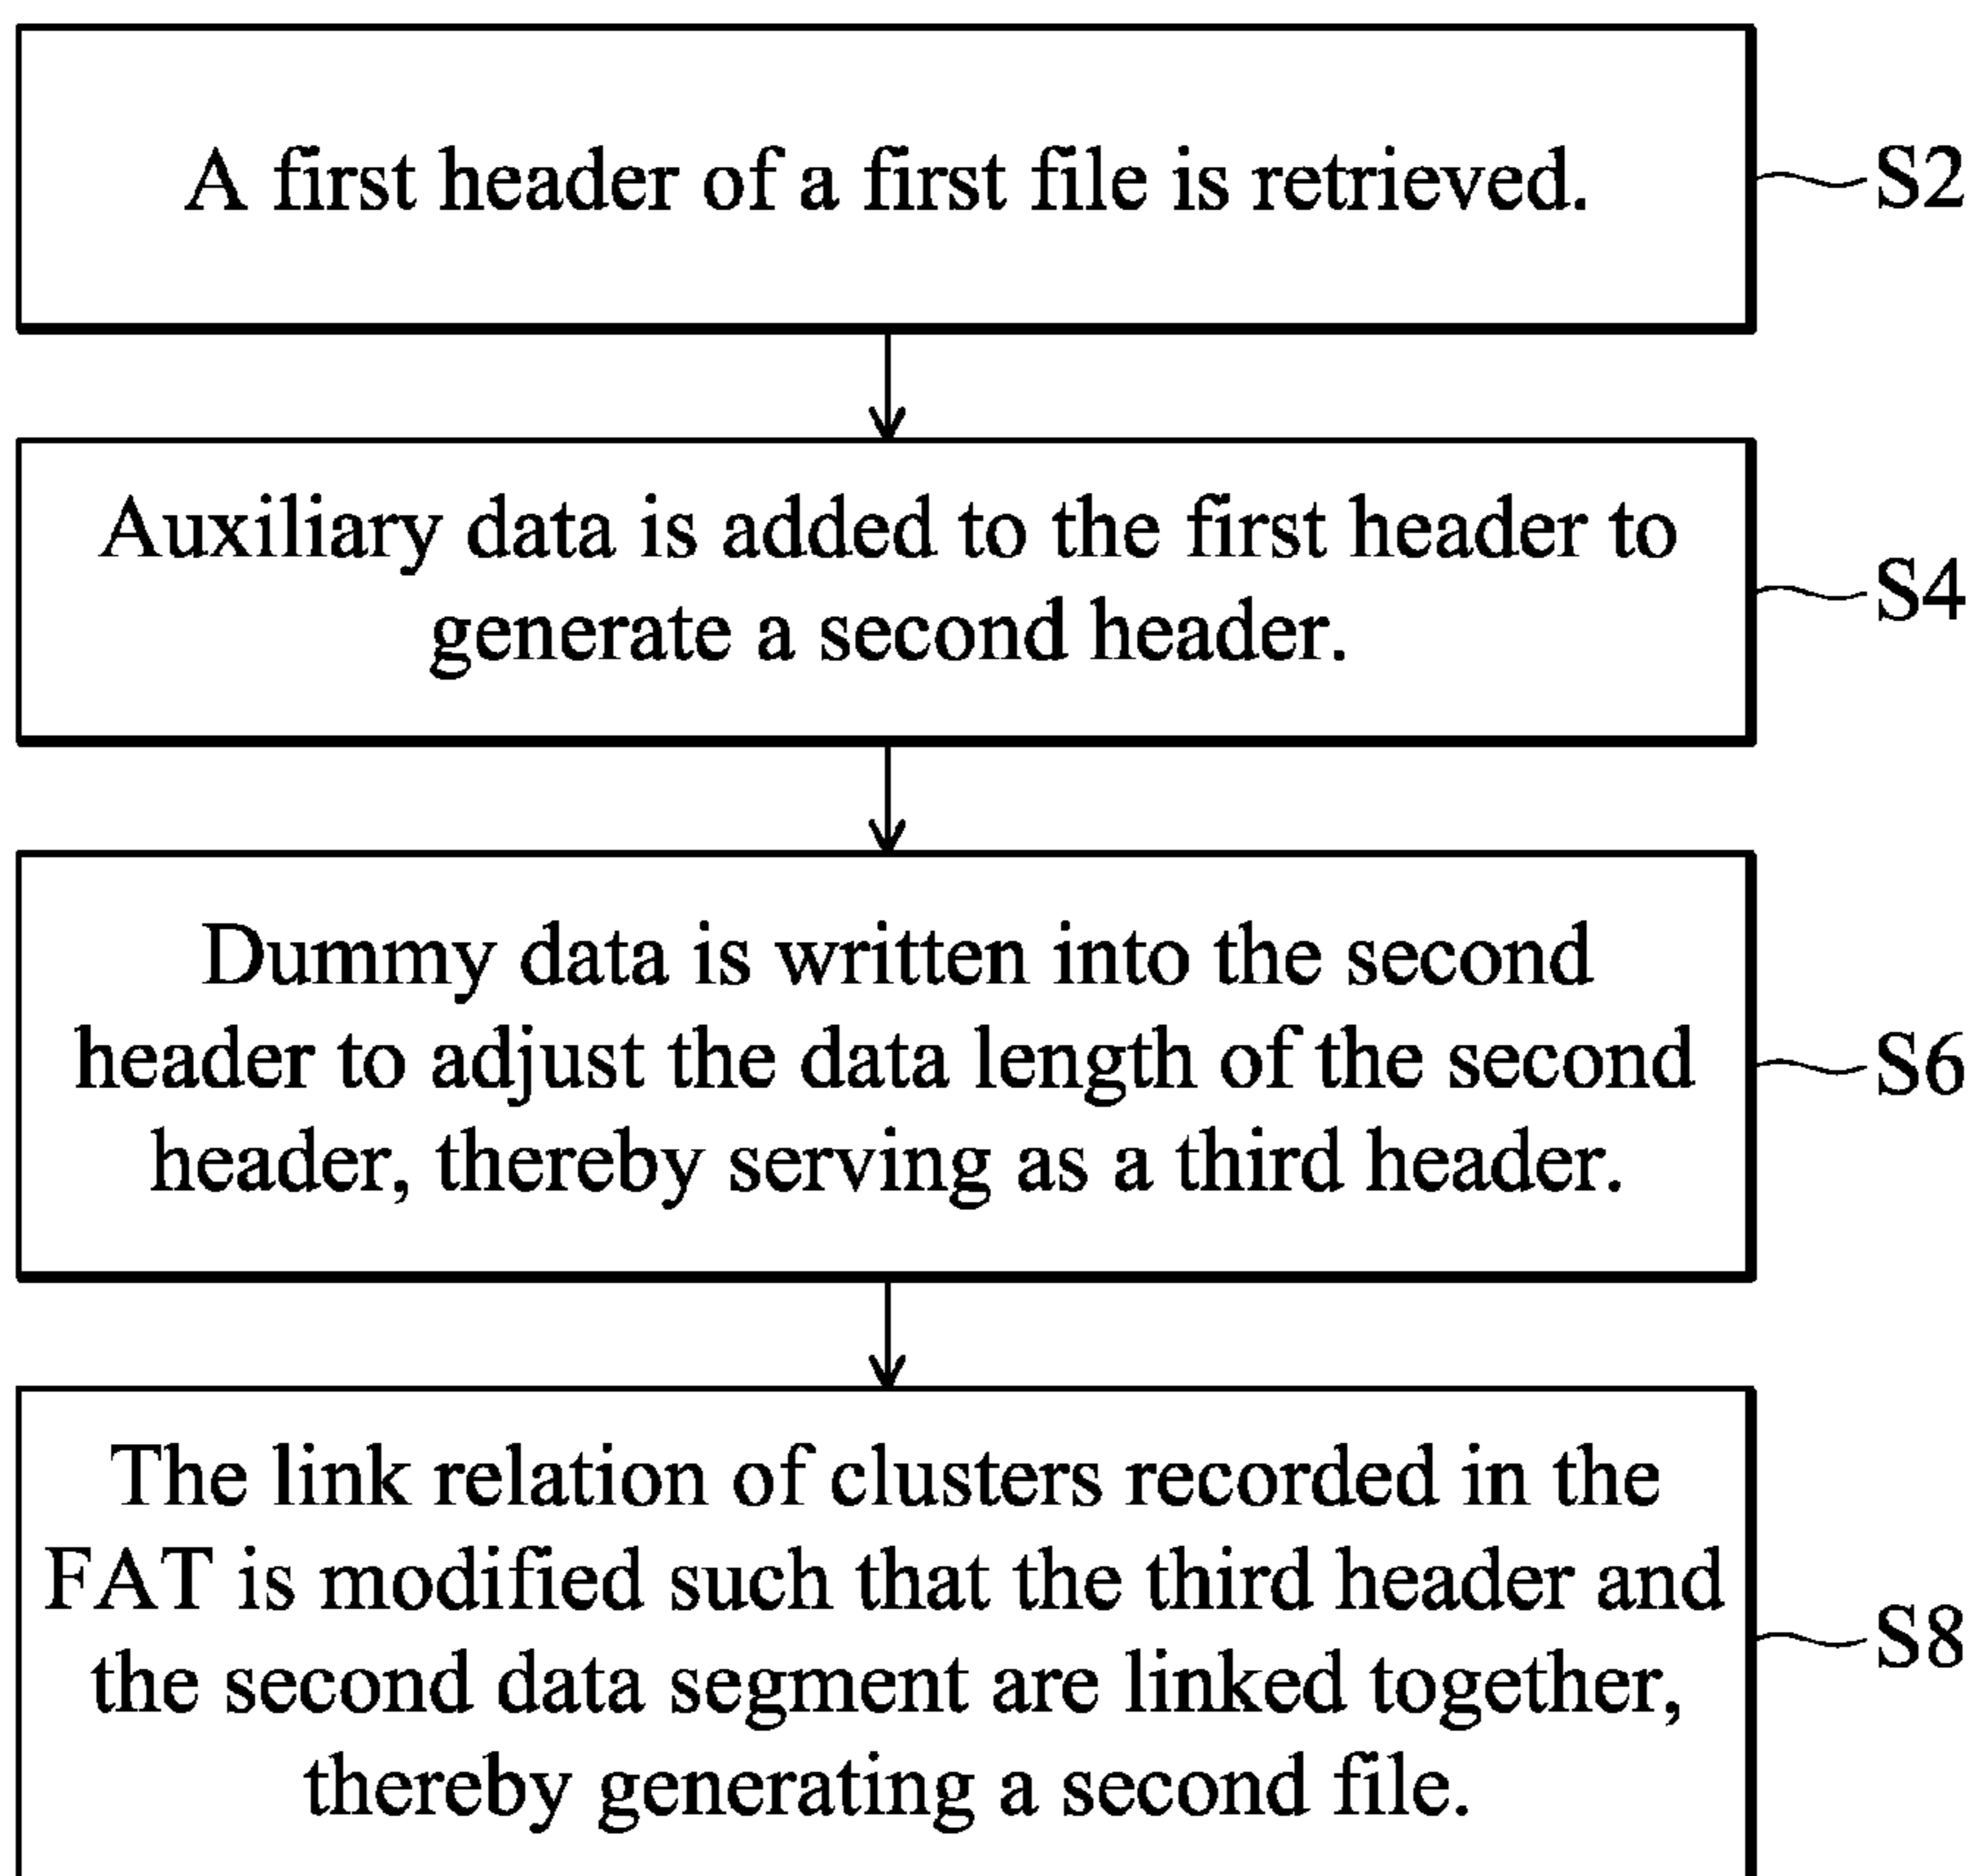 A first header of a first file is retrieved.
S2
Auxiliary data is added to the first header to
generate a second header.
S4
Dummy data is written into the second
header to adjust the data length of the second
header, thereby serving as a third header.
S6
The link relation of clusters recorded in the
FAT is modified such that the third header and
the second data segment are linked together,
thereby generating a second file.
S8